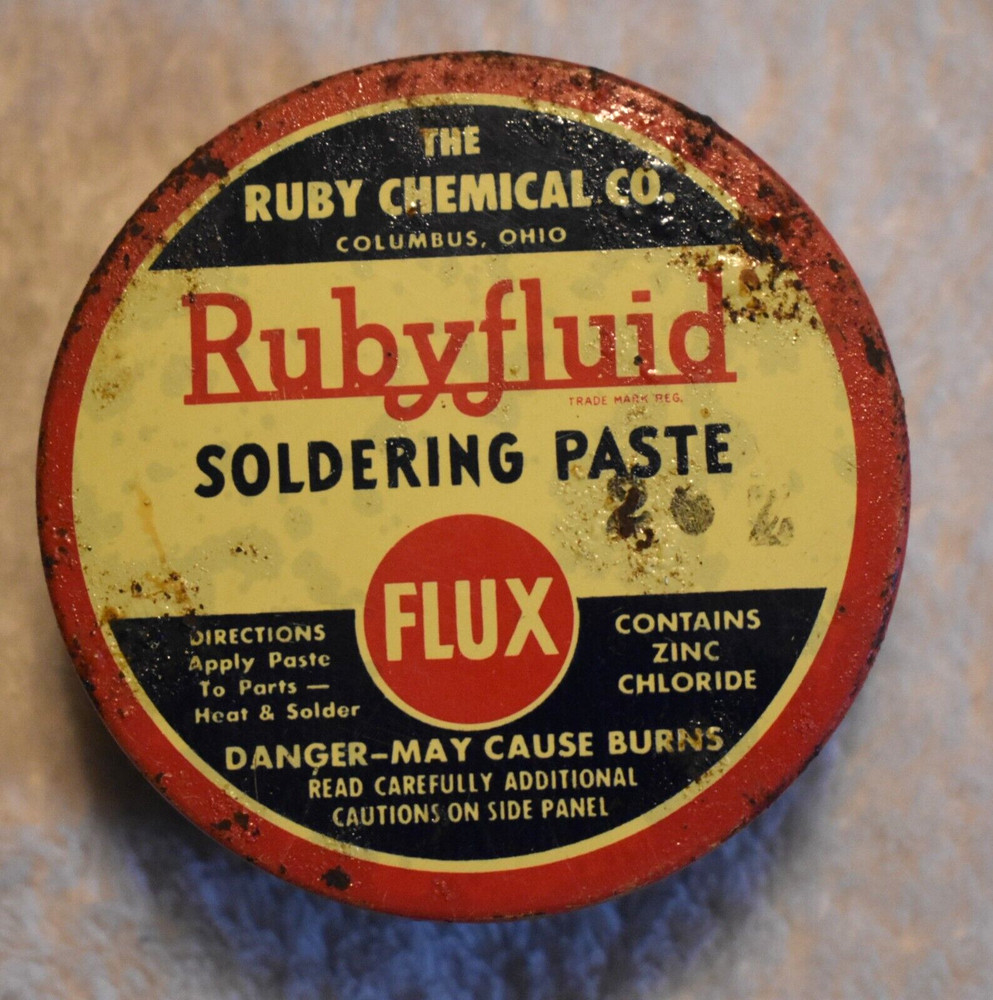 THE
RUBY CHEMICAL CO.
COLUMBUS, OHIO
Rubyfluid
TRADE MARK REG.
SOLDERING PASTE
FLUX
DIRECTIONS
Apply Paste
To Parts —
Heat & Solder
CONTAINS
ZINC
CHLORIDE
DANGER–MAY CAUSE BURNS
READ CAREFULLY ADDITIONAL
CAUTIONS ON SIDE PANEL